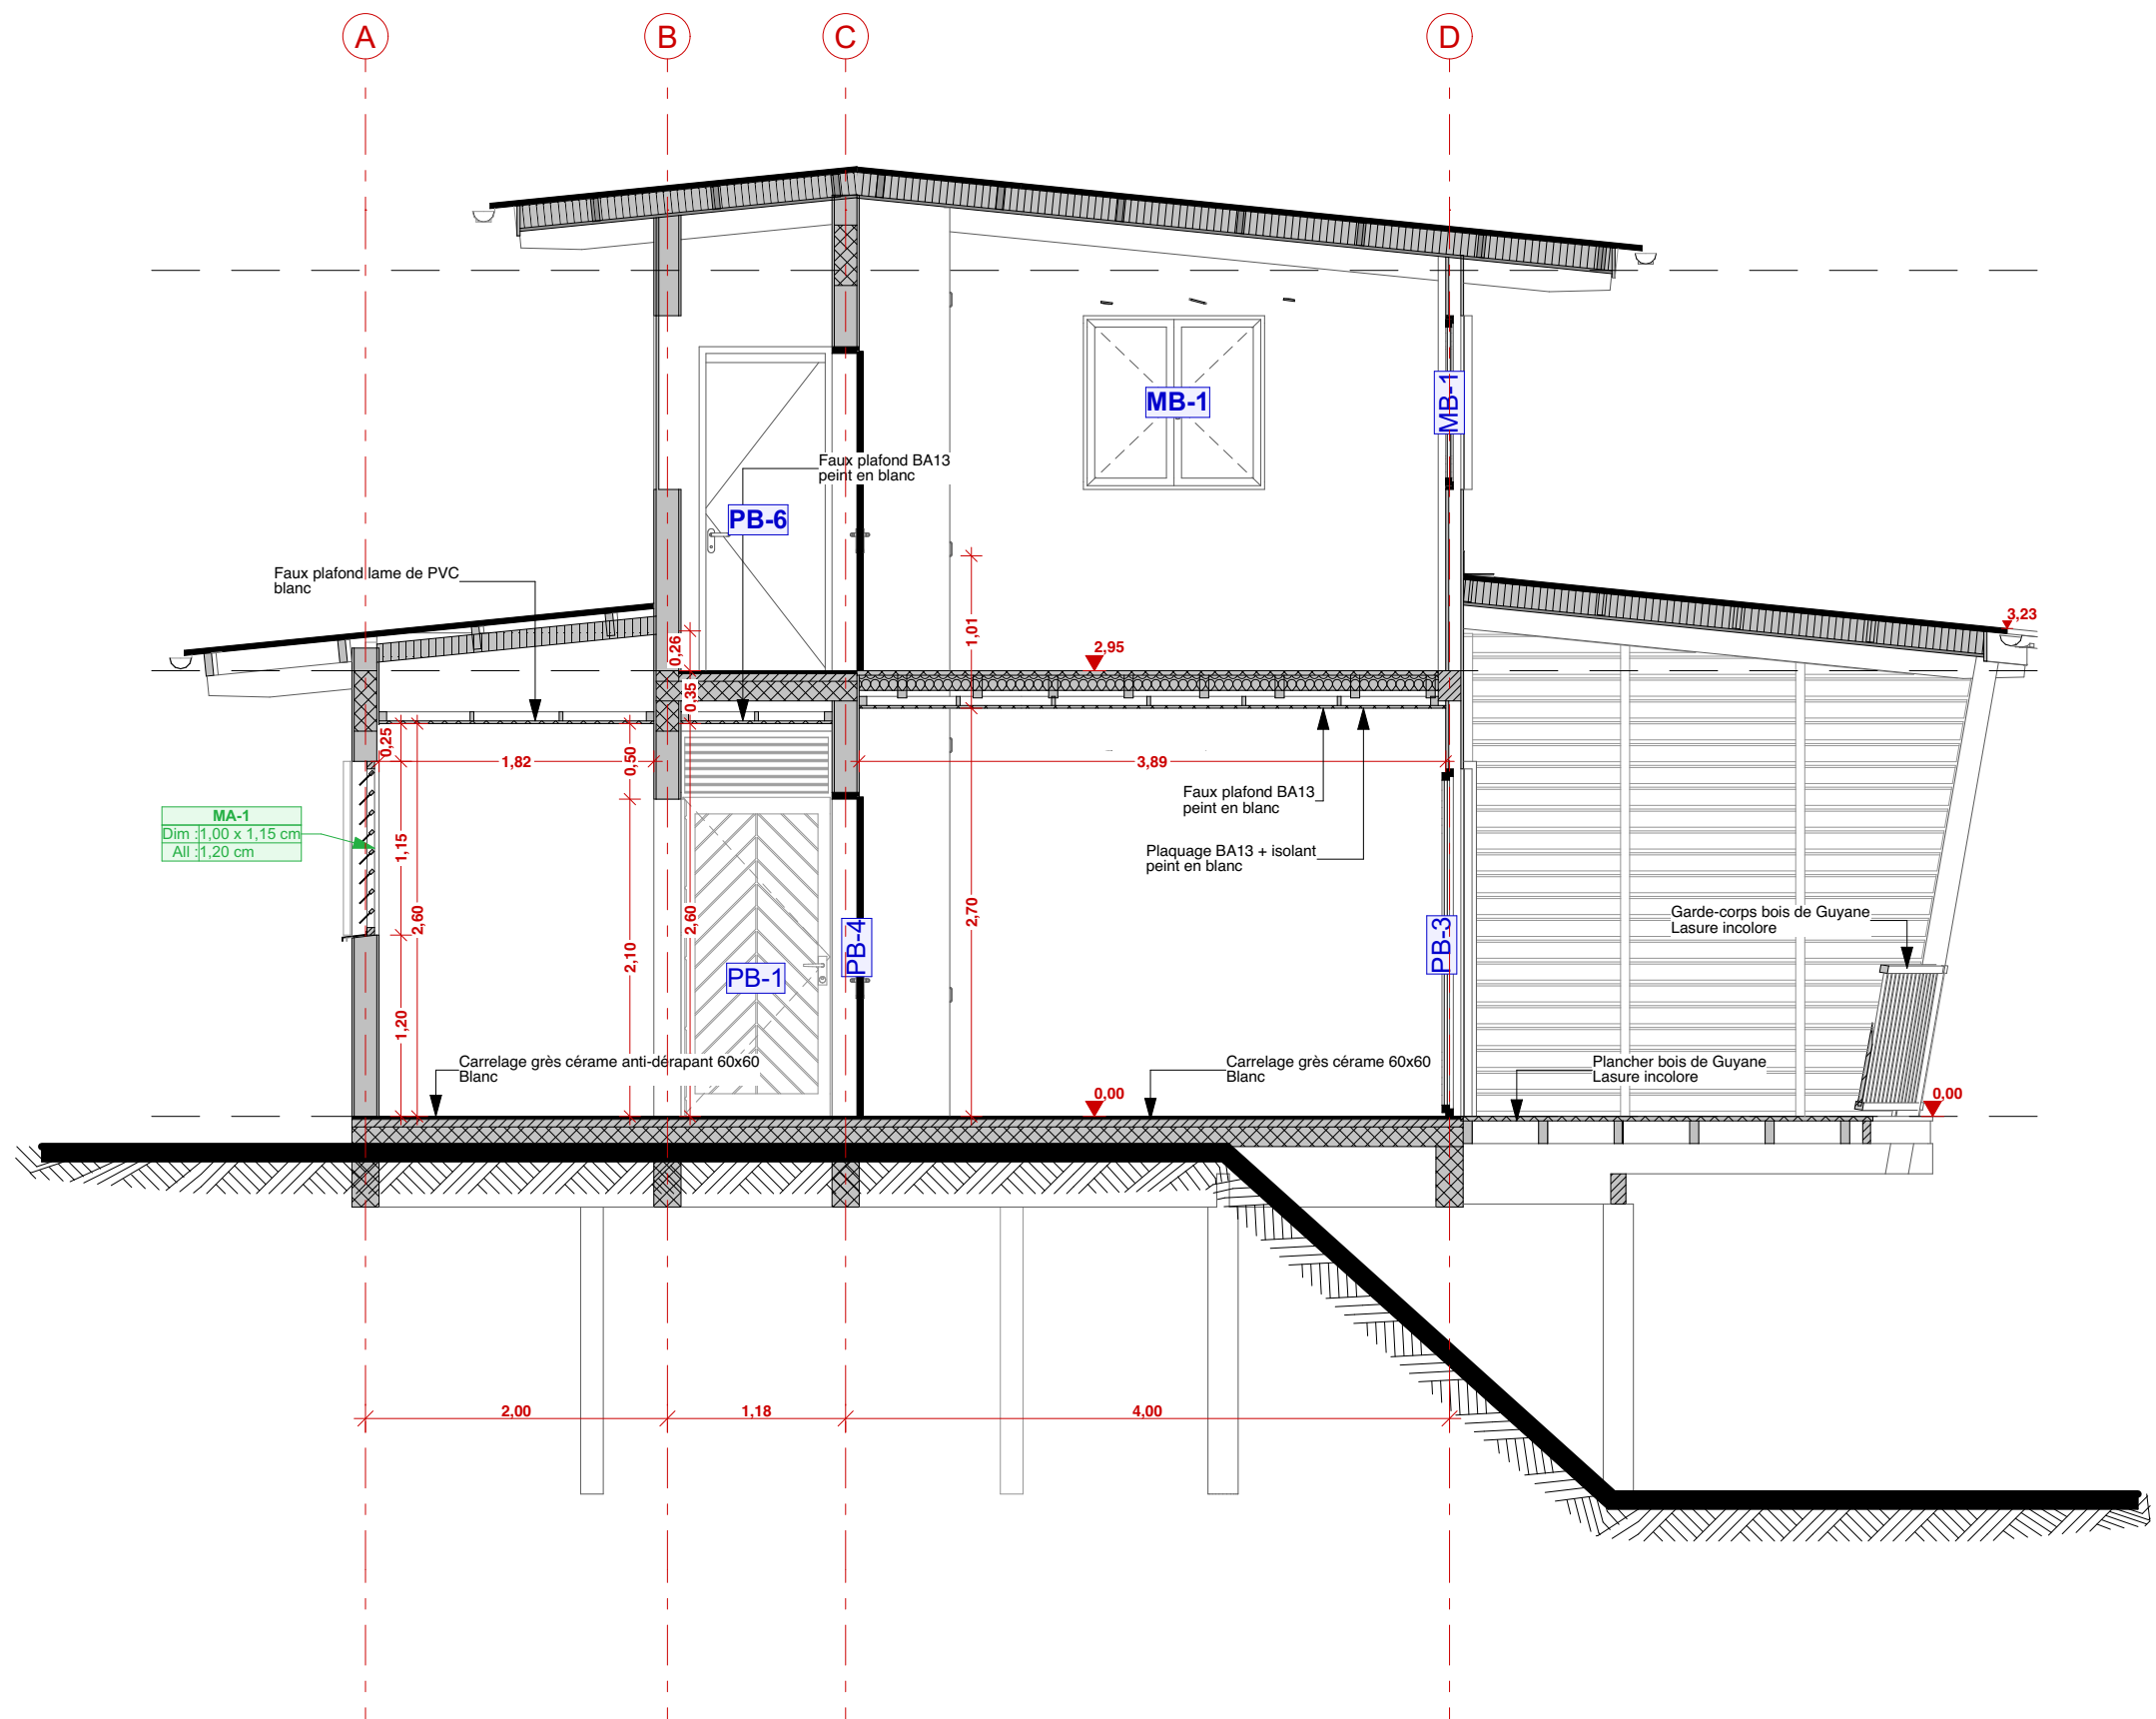 A
B
C
D
MB-1
MB-1
Faux plafond BA13
peint en blanc
PB-6
Faux plafond lame de PVC
blanc
1,01
3,23
0,26
2,95
0,35
0,25
1,82
0,50
3,89
Faux plafond BA13
peint en blanc
MA-1
Dim : 1,00 x 1,15 cm
All : 1,20 cm
1,15
Plaquage BA13 + isolant
peint en blanc
2,60
2,60
2,70
Garde-corps bois de Guyane
Lasure incolore
2,10
PB-4
PB-3
PB-1
1,20
Carrelage grès cérame anti-dérapant 60x60
Blanc
Carrelage grès cérame 60x60
Blanc
Plancher bois de Guyane
Lasure incolore
0,00
0,00
2,00
1,18
4,00